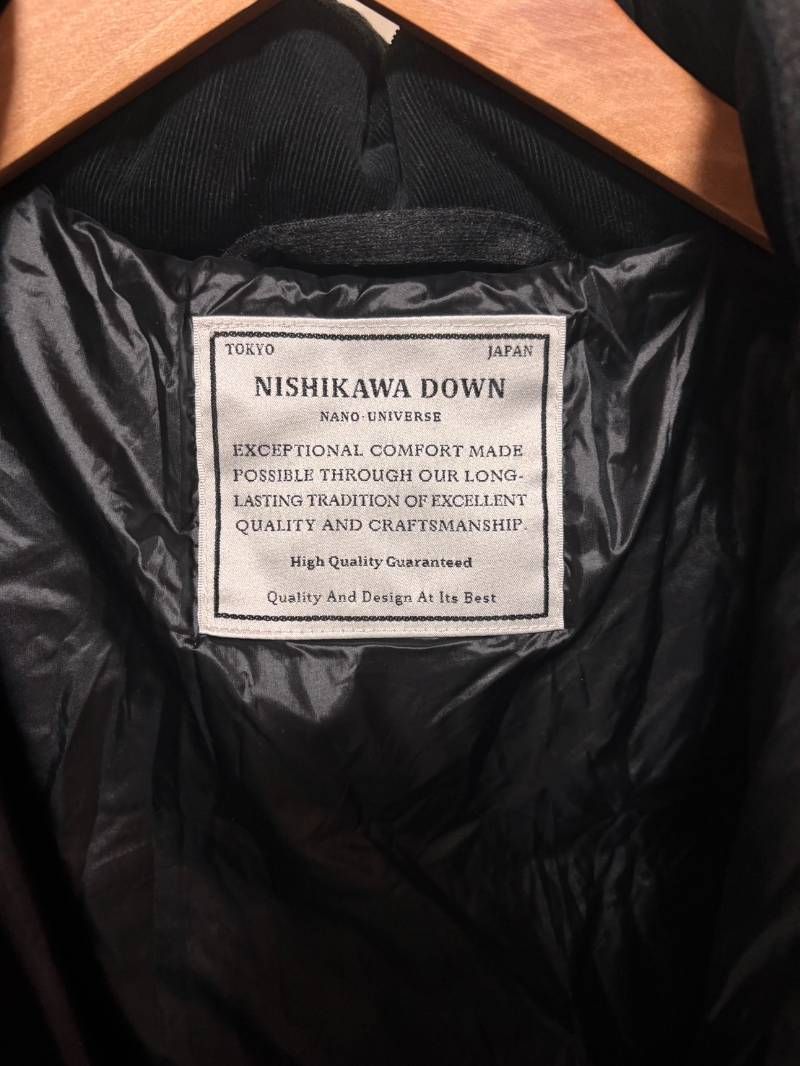 TOKYO JAPAN
NISHIKAWA DOWN
NANO·UNIVERSE
EXCEPTIONAL COMFORT MADE
POSSIBLE THROUGH OUR LONG-
LASTING TRADITION OF EXCELLENT
QUALITY AND CRAFTSMANSHIP.
High Quality Guaranteed
Quality And Design At Its Best